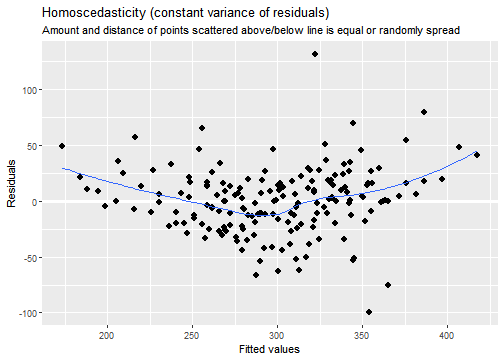 Homoscedasticity (constant variance of residuals)
Amount and distance of points scattered above/below line is equal or randomly spread
100
50
0
-50
-100
Residuals
200
250
300
350
400
Fitted values